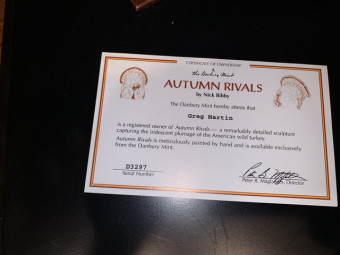 CERTIFICATE OF OWNERSHIP
The Danbury Mint
AUTUMN RIVALS
by Nick Bibby
The Danbury Mint hereby attests that
Greg Martin
is a registered owner of Autumn Rivals — a remarkably detailed sculpture
capturing the iridescent plumage of the American wild turkey.
Autumn Rivals is meticulously painted by hand and is available exclusively
from the Danbury Mint.
D3297
Serial Number
Peter B. Maglathlin, Director